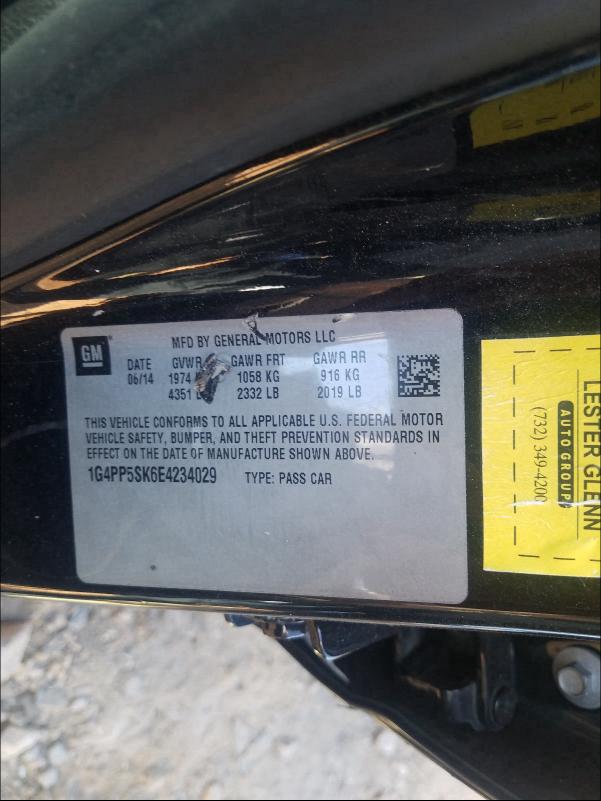 GM
MFD BY GENERAL MOTORS LLC
DATE GVWR GAWR FRT GAWR RR
06/14 1974 1058 KG 916 KG
4351 2332 LB 2019 LB
THIS VEHICLE CONFORMS TO ALL APPLICABLE U.S. FEDERAL MOTOR
VEHICLE SAFETY, BUMPER, AND THEFT PREVENTION STANDARDS IN
EFFECT ON THE DATE OF MANUFACTURE SHOWN ABOVE.
1G4PP5SK6E4234029 TYPE: PASS CAR
LESTER GLENN
AUTO GROUP
(732) 349-4200